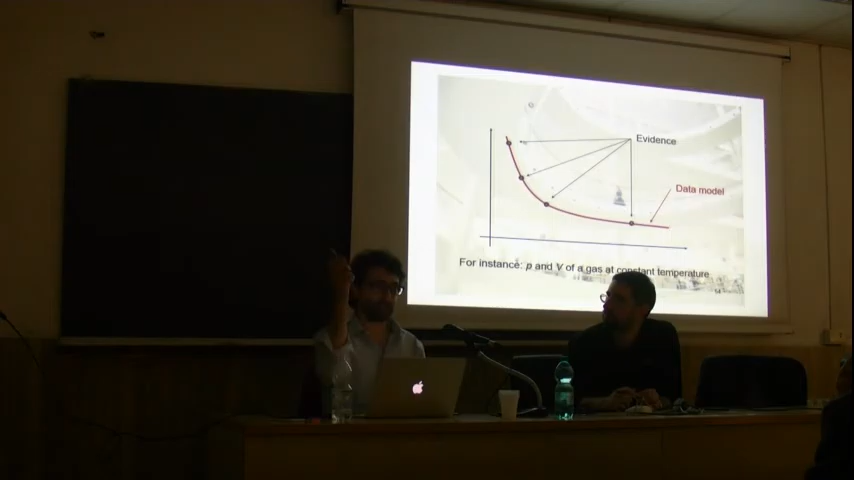 Evidence
Data model
For instance: p and V of a gas at constant temperature